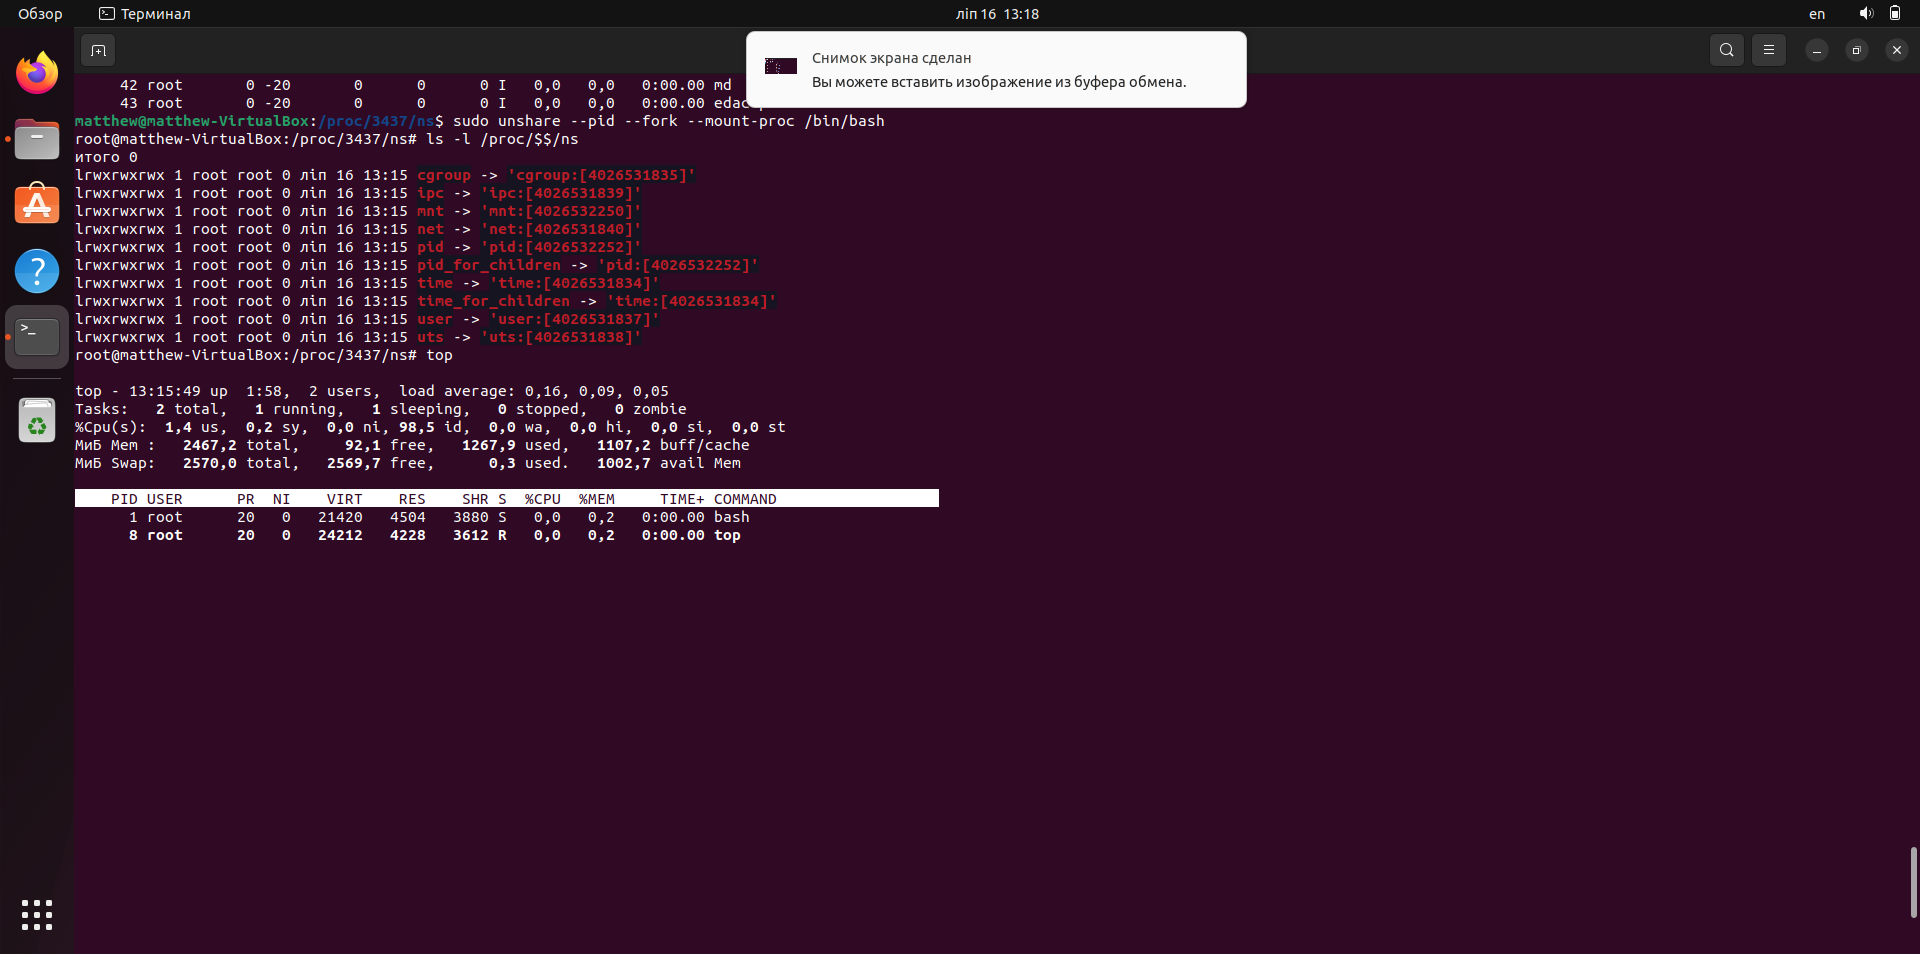 Обзор Терминал ліп 16 13:18 en
Снимок экрана сделан
Вы можете вставить изображение из буфера обмена.
42 root 0 -20 0 0 0 I 0,0 0,0 0:00.00 md
43 root 0 -20 0 0 0 I 0,0 0,0 0:00.00
matthew@matthew-VirtualBox:/proc/3437/ns$ sudo unshare --pid --fork --mount-proc /bin/bash
root@matthew-VirtualBox:/proc/3437/ns# ls -l /proc/$$/ns
итого 0
lrwxrwxrwx 1 root root 0 ліп 16 13:15 cgroup -> 'cgroup:[4026531835]'
lrwxrwxrwx 1 root root 0 ліп 16 13:15 ipc -> 'ipc:[4026531839]'
lrwxrwxrwx 1 root root 0 ліп 16 13:15 mnt -> 'mnt:[4026532250]'
lrwxrwxrwx 1 root root 0 ліп 16 13:15 net -> 'net:[4026531840]'
lrwxrwxrwx 1 root root 0 ліп 16 13:15 pid -> 'pid:[4026532252]'
lrwxrwxrwx 1 root root 0 ліп 16 13:15 pid_for_children -> 'pid:[4026532252]'
lrwxrwxrwx 1 root root 0 ліп 16 13:15 time -> 'time:[4026531834]'
lrwxrwxrwx 1 root root 0 ліп 16 13:15 time_for_children -> 'time:[4026531834]'
lrwxrwxrwx 1 root root 0 ліп 16 13:15 user -> 'user:[4026531837]'
lrwxrwxrwx 1 root root 0 ліп 16 13:15 uts -> 'uts:[4026531838]'
root@matthew-VirtualBox:/proc/3437/ns# top
top - 13:15:49 up 1:58, 2 users, load average: 0,16, 0,09, 0,05
Tasks: 2 total, 1 running, 1 sleeping, 0 stopped, 0 zombie
%Cpu(s): 1,4 us, 0,2 sy, 0,0 ni, 98,5 id, 0,0 wa, 0,0 hi, 0,0 si, 0,0 st
МиБ Mem : 2467,2 total, 92,1 free, 1267,9 used, 1107,2 buff/cache
МиБ Swap: 2570,0 total, 2569,7 free, 0,3 used. 1002,7 avail Mem
PID USER PR NI VIRT RES SHR S %CPU %MEM TIME+ COMMAND
1 root 20 0 21420 4504 3880 S 0,0 0,2 0:00.00 bash
8 root 20 0 24212 4228 3612 R 0,0 0,2 0:00.00 top